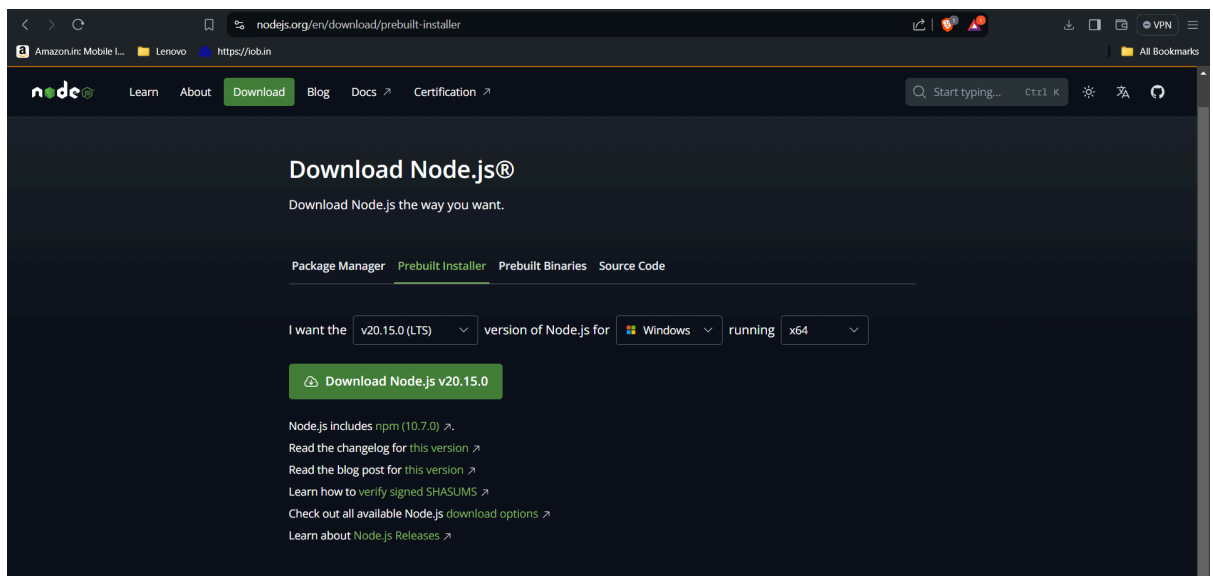 nodejs.org/en/download/prebuilt-installer
VPN
Amazon.in: Mobile I... Lenovo https://iob.in All Bookmarks
node Learn About Download Blog Docs ↗ Certification ↗ Start typing... Ctrl K
Download Node.js®
Download Node.js the way you want.
Package Manager Prebuilt Installer Prebuilt Binaries Source Code
I want the v20.15.0 (LTS) version of Node.js for Windows running x64
Download Node.js v20.15.0
Node.js includes npm (10.7.0) ↗.
Read the changelog for this version ↗
Read the blog post for this version ↗
Learn how to verify signed SHASUMS ↗
Check out all available Node.js download options ↗
Learn about Node.js Releases ↗